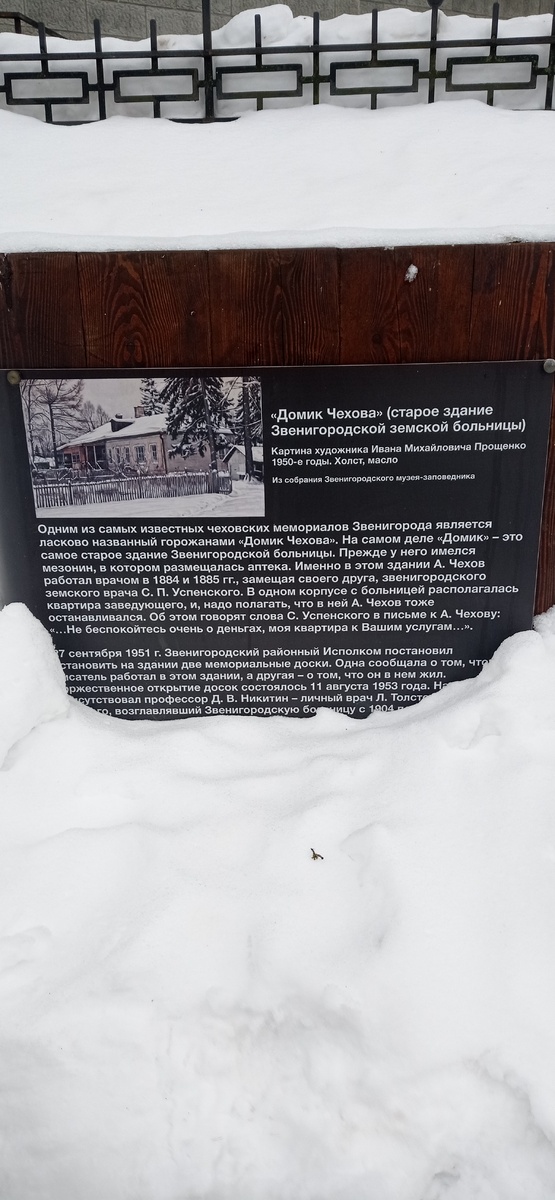 «Домик Чехова» (старое здание
Звенигородской земской больницы)
Картина художника Ивана Михайловича Прощенко
1950-е годы. Холст, масло
Из собрания Звенигородского музея-заповедника
Одним из самых известных чеховских мемориалов Звенигорода является
ласково названный горожанами «Домик Чехова». На самом деле «Домик» – это
самое старое здание Звенигородской больницы. Прежде у него имелся
мезонин, в котором размещалась аптека. Именно в этом здании А. Чехов
работал врачом в 1884 и 1885 гг., замещая своего друга, звенигородского
земского врача С. П. Успенского. В одном корпусе с больницей располагалась
квартира заведующего, и, надо полагать, что в ней А. Чехов тоже
останавливался. Об этом говорят слова С. Успенского в письме к А. Чехову:
«…Не беспокойтесь очень о деньгах, моя квартира к Вашим услугам…».
27 сентября 1951 г. Звенигородский районный Исполком постановил
на здании две мемориальные доски. Одна сообщала о том, что
работал в этом здании, а другая – о том, что он в нем жил.
открытие досок состоялось 11 августа 1953 года.
профессор Д. В. Никитин – личный врач Л.
возглавлявший Звенигородскую больницу с 1904